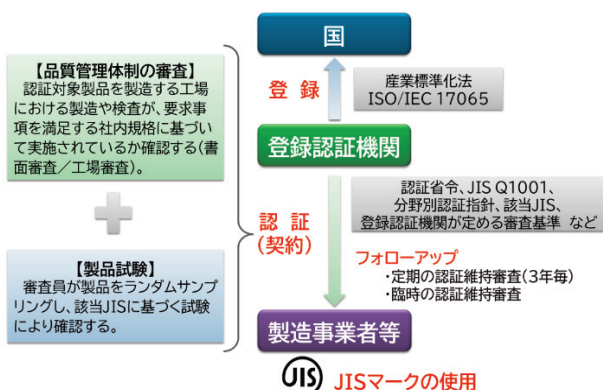 国
登 録
産業標準化法
ISO/IEC 17065
登録認証機関
【品質管理体制の審査】
認証対象製品を製造する工場
における製造や検査が、要求事
項を満足する社内規格に基づい
て実施されているか確認する(書
面審査／工場審査)。
【製品試験】
審査員が製品をランダムサンプ
リングし、該当JISに基づく試験
により確認する。
認 証
(契約)
認証省令、JIS Q1001、
分野別認証指針、該当JIS、
登録認証機関が定める審査基準 など
フォローアップ
・定期の認証維持審査(3年毎)
・臨時の認証維持審査
製造事業者等
JIS
JISマークの使用